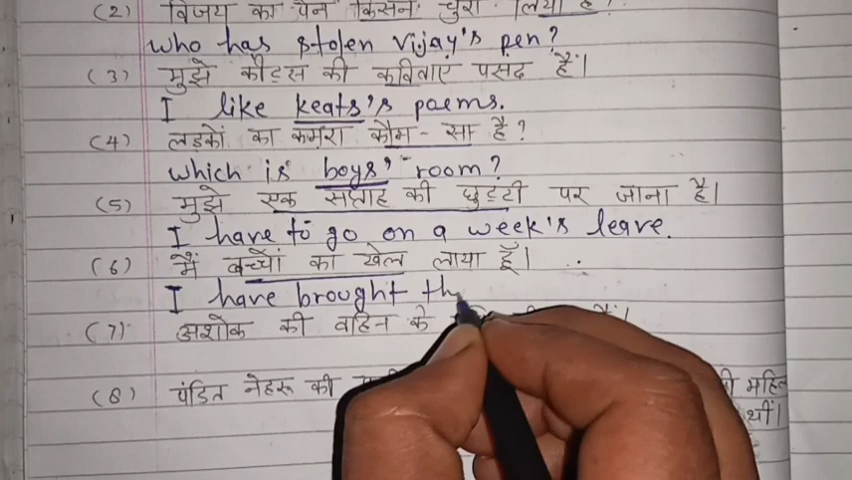 (2) विजय का पेन किसने चुरा लिया है?
who has stolen vijay's pen?
(3) मुझे कीट्स की कविताएं पसंद हैं।
I like keats's poems.
(4) लड़कों का कमरा कौन-सा है?
which is boys' room?
(5) मुझे एक सप्ताह की छुट्टी पर जाना है।
I have to go on a week's leave.
(6) मैं बच्चों का खेल लाया हूँ।
I have brought th
(7) अशोक की बहिन के
(8) पंडित नेहरू की
थीं।